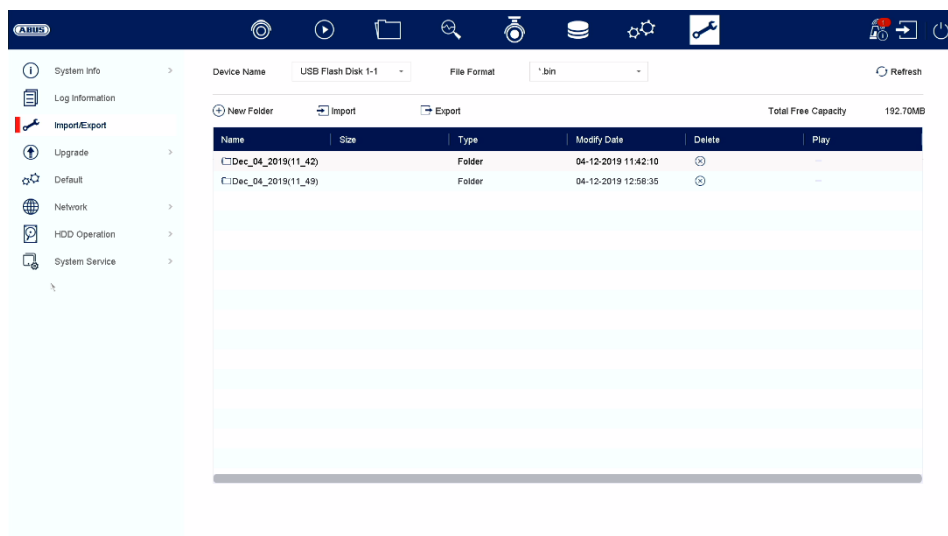 ABUS
System Info
Log Information
Import/Export
Upgrade
Default
Network
HDD Operation
System Service
Device Name USB Flash Disk 1-1 File Format *.bin Refresh
New Folder Import Export Total Free Capacity 192.70MB
Name Size Type Modify Date Delete Play
Dec_04_2019(11_42) Folder 04-12-2019 11:42:10 —
Dec_04_2019(11_49) Folder 04-12-2019 12:58:35 —